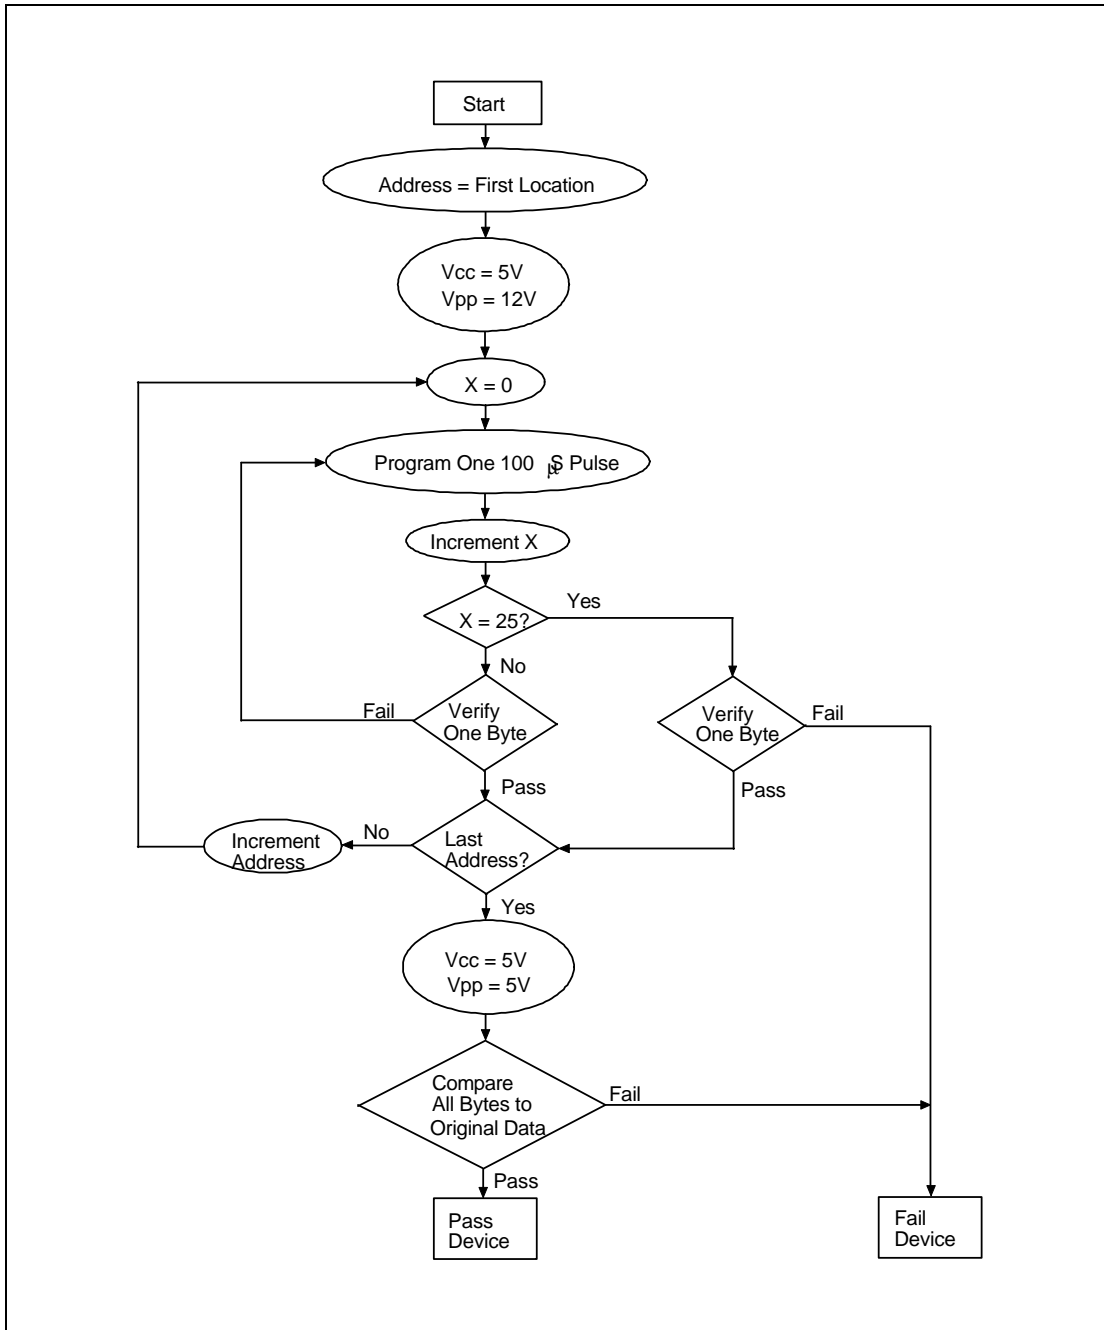 Start
Address = First Location
Vcc = 5V
Vpp = 12V
X = 0
Program One 100 µS Pulse
Increment X
X = 25?
Yes
No
Fail
Verify
One Byte
Verify
One Byte
Fail
Pass
Pass
Increment
Address
No
Last
Address?
Yes
Vcc = 5V
Vpp = 5V
Compare
All Bytes to
Original Data
Fail
Pass
Pass
Device
Fail
Device